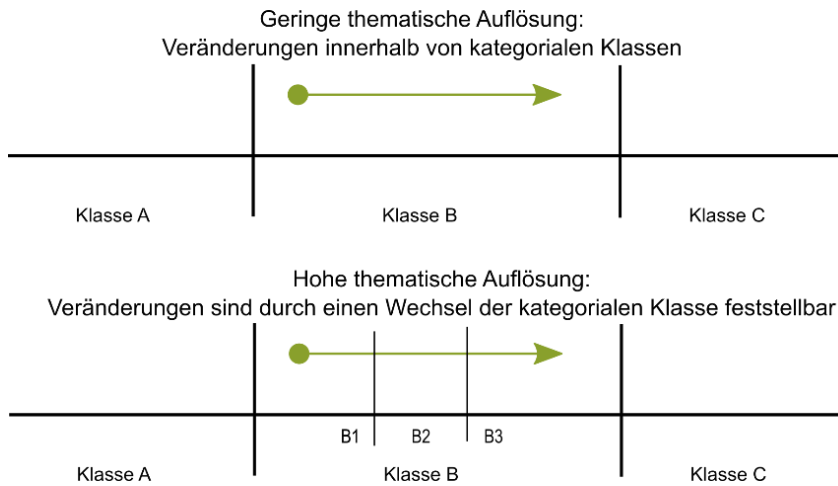 Geringe thematische Auflösung:
Veränderungen innerhalb von kategorialen Klassen
Klasse A
Klasse B
Klasse C
Hohe thematische Auflösung:
Veränderungen sind durch einen Wechsel der kategorialen Klasse feststellbar
B1
B2
B3
Klasse A
Klasse B
Klasse C